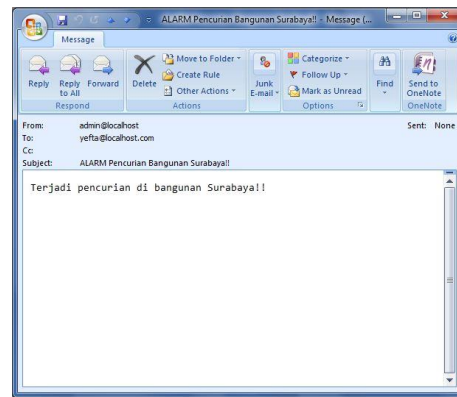 ALARM Pencurian Bangunan Surabaya!! - Message (...
Message
Reply
Reply to All
Forward
Respond
Delete
Move to Folder
Create Rule
Other Actions
Actions
Junk E-mail
Categorize
Follow Up
Mark as Unread
Options
Find
Send to OneNote
OneNote
From: admin@localhost
Sent: None
To: yefta@localhost.com
Cc:
Subject: ALARM Pencurian Bangunan Surabaya!!
Terjadi pencurian di bangunan Surabaya!!